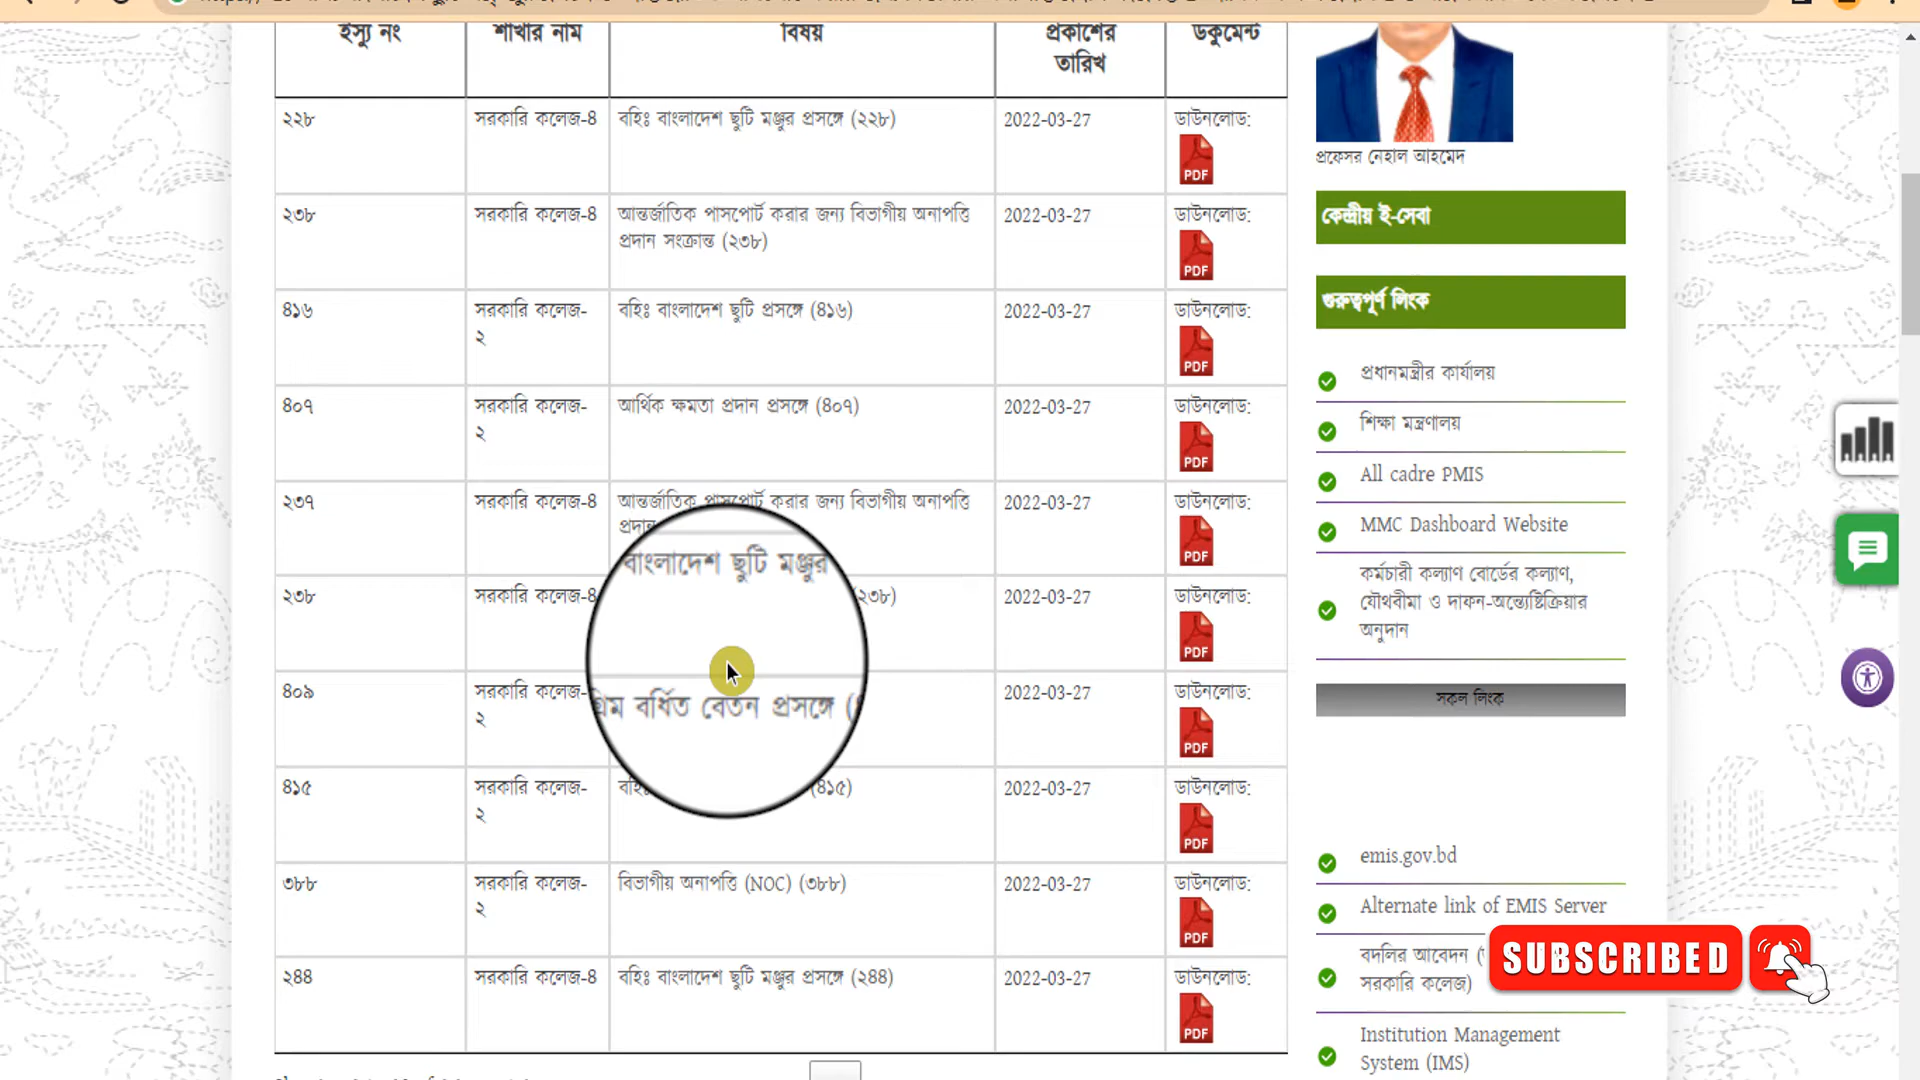 ইস্যু নং
শাখার নাম
বিষয়
প্রকাশের
তারিখ
ডকুমেন্ট
২২৮
সরকারি কলেজ-4
বহিঃ বাংলাদেশ ছুটি মঞ্জুর প্রসঙ্গে (২২৮)
2022-03-27
ডাউনলোড:
PDF
২৩৮
সরকারি কলেজ-4
আন্তর্জাতিক পাসপোর্ট করার জন্য বিভাগীয় অনাপত্তি
প্রদান সংক্রান্ত (২৩৮)
2022-03-27
ডাউনলোড:
PDF
৪১৬
সরকারি কলেজ-
২
বহিঃ বাংলাদেশ ছুটি প্রসঙ্গে (৪১৬)
2022-03-27
ডাউনলোড:
PDF
৪০৭
সরকারি কলেজ-
২
আর্থিক ক্ষমতা প্রদান প্রসঙ্গে (৪০৭)
2022-03-27
ডাউনলোড:
PDF
২৩৭
সরকারি কলেজ-4
আন্তর্জাতিক পাসপোর্ট করার জন্য বিভাগীয় অনাপত্তি
2022-03-27
ডাউনলোড:
PDF
বাংলাদেশ ছুটি মঞ্জুর
২৩৮
সরকারি কলেজ-4
(২৩৮)
2022-03-27
ডাউনলোড:
PDF
৪০৯
সরকারি কলেজ-
২
বর্ধিত বেতন প্রসঙ্গে
2022-03-27
ডাউনলোড:
PDF
৪১৫
সরকারি কলেজ-
২
(৪১৫)
2022-03-27
ডাউনলোড:
PDF
৩৮৮
সরকারি কলেজ-
২
বিভাগীয় অনাপত্তি (NOC) (৩৮৮)
2022-03-27
ডাউনলোড:
PDF
২৪৪
সরকারি কলেজ-4
বহিঃ বাংলাদেশ ছুটি মঞ্জুর প্রসঙ্গে (২৪৪)
2022-03-27
ডাউনলোড:
PDF
প্রফেসর নেহাল আহমেদ
কেন্দ্রীয় ই-সেবা
গুরুত্বপূর্ণ লিংক
প্রধানমন্ত্রীর কার্যালয়
শিক্ষা মন্ত্রণালয়
All cadre PMIS
MMC Dashboard Website
কর্মচারী কল্যাণ বোর্ডের কল্যাণ,
যৌথবীমা ও দাফন-অন্ত্যেষ্টিক্রিয়ার
অনুদান
সকল লিংক
emis.gov.bd
Alternate link of EMIS Server
বদলির আবেদন
সরকারি কলেজ)
Institution Management
System (IMS)
SUBSCRIBED